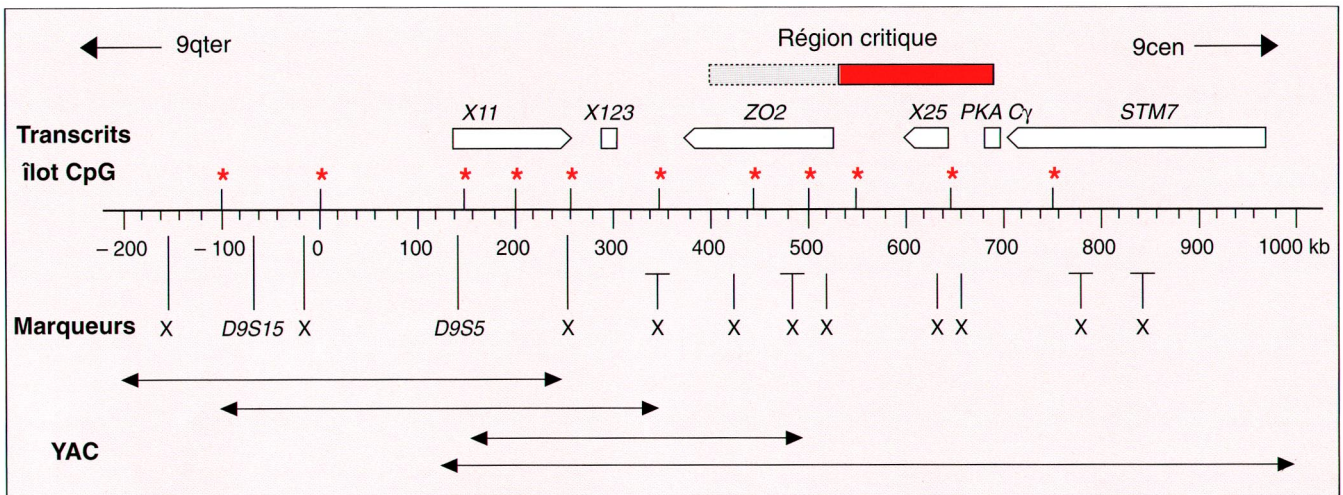 9qter
Région critique
9cen
X11 X123 ZO2 X25 PKA Cγ STM7
Transcrits
îlot CpG * * * * * * * * * * *
– 200 – 100 0 100 200 300 400 500 600 700 800 900 1000 kb
Marqueurs X D9S15 X D9S5 X X X X X X X X X
YAC